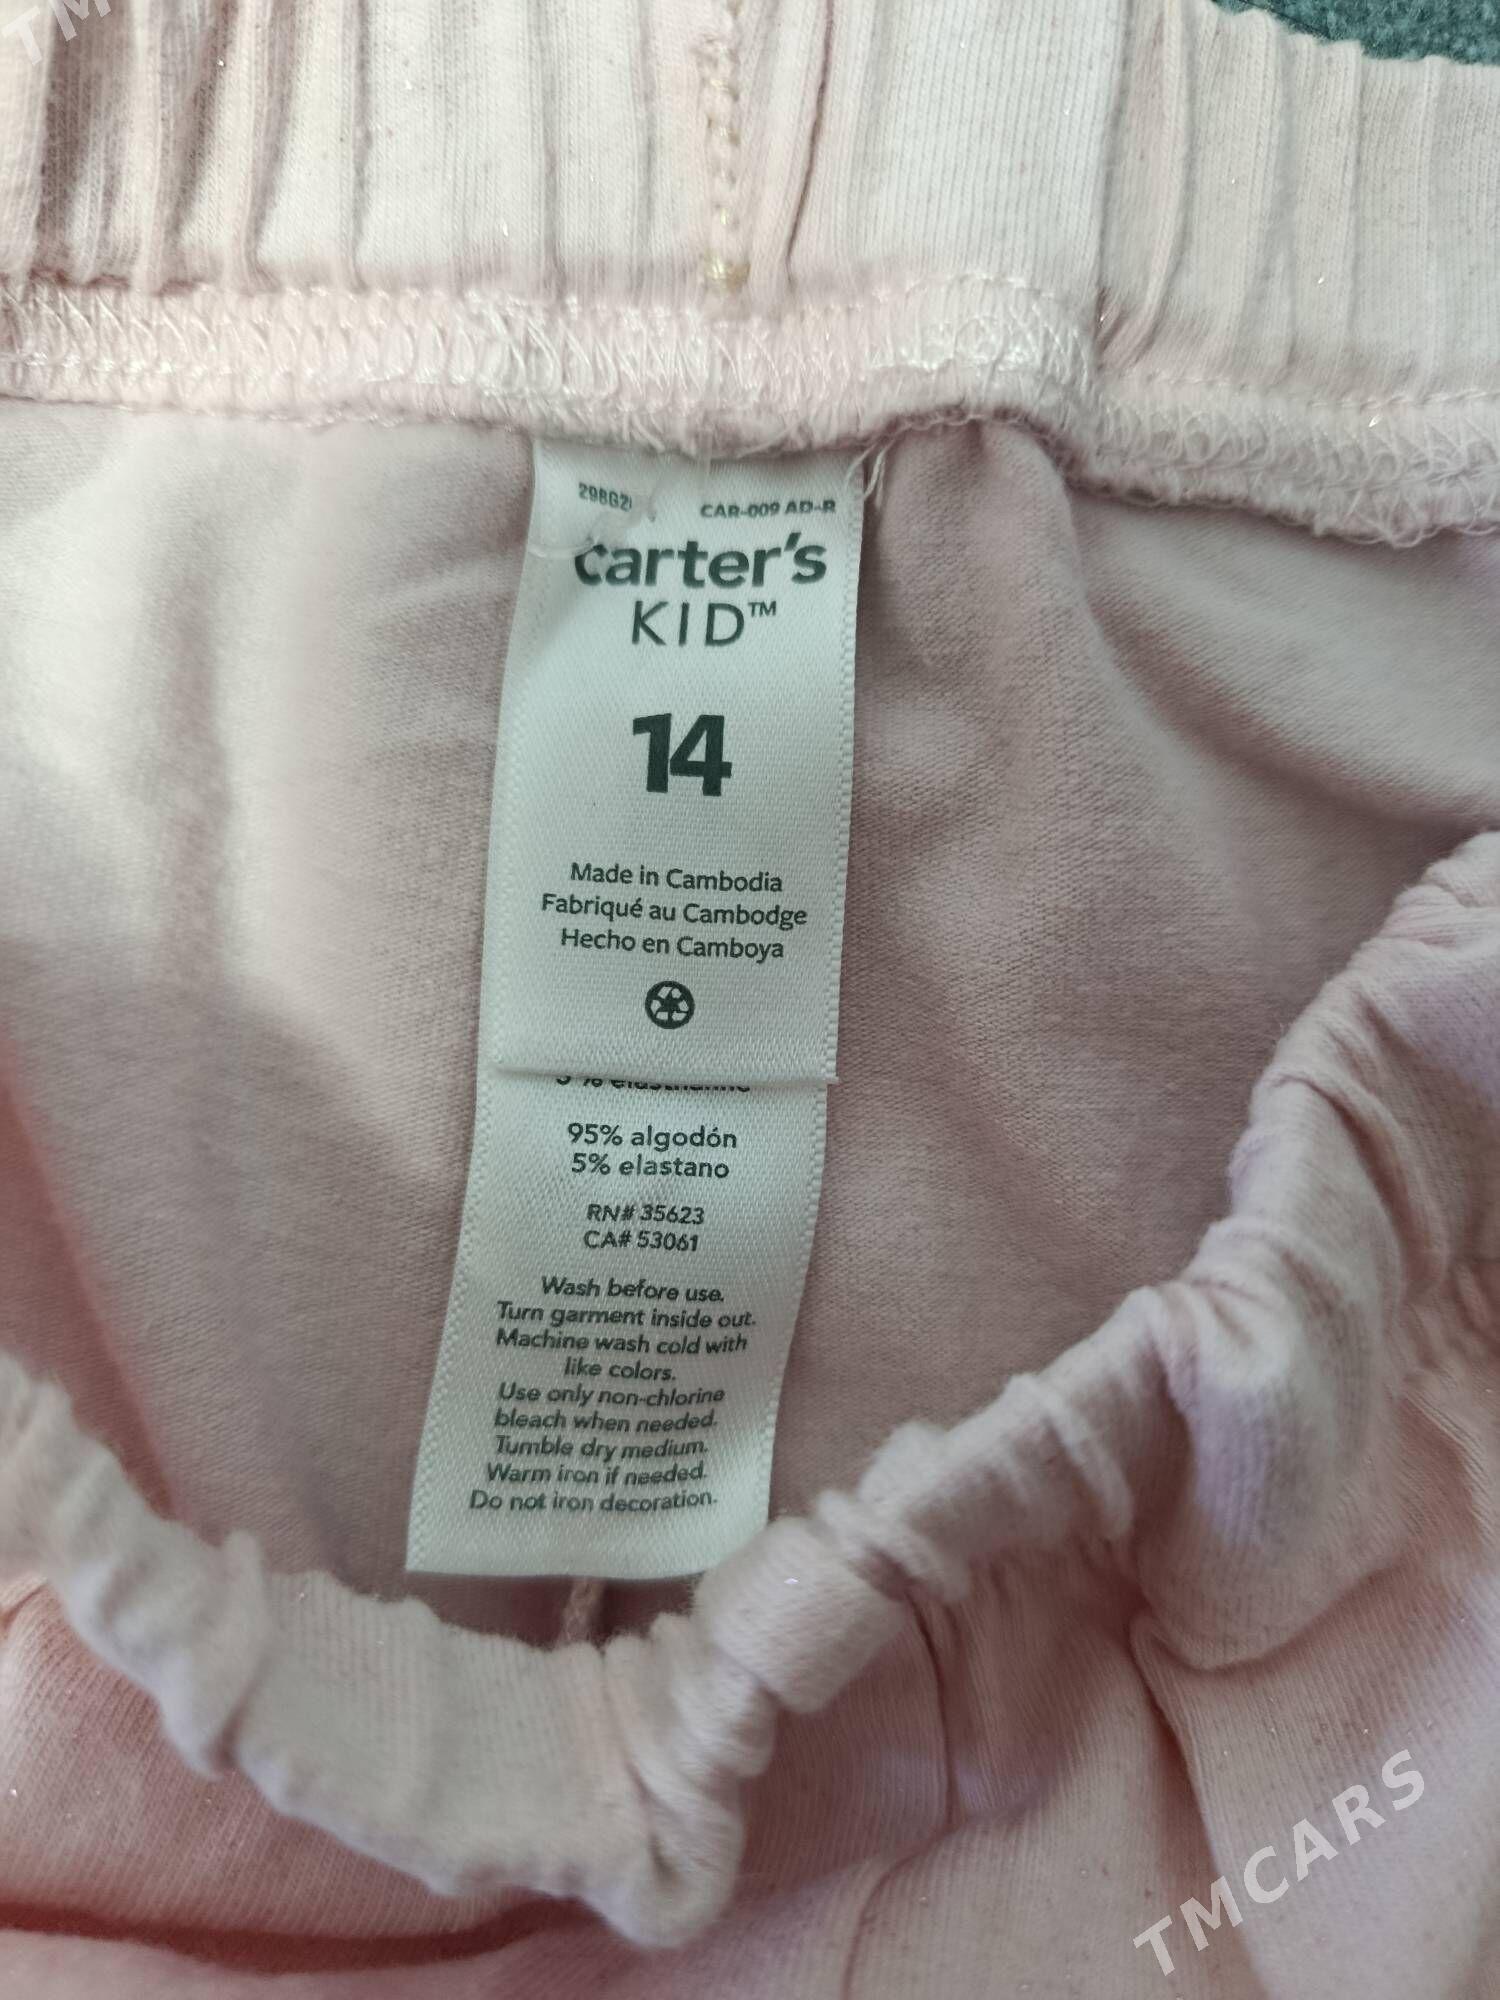 TM
CAR-009 AD-R
carter's
KID™
14
Made in Cambodia
Fabriqué au Cambodge
Hecho en Camboya
95% algodón
5% elastano
RN# 35623
CA# 53061
Wash before use.
Turn garment inside out.
Machine wash cold with
like colors.
Use only non-chlorine
bleach when needed.
Tumble dry medium.
Warm iron if needed.
Do not iron decoration.
TMCARS